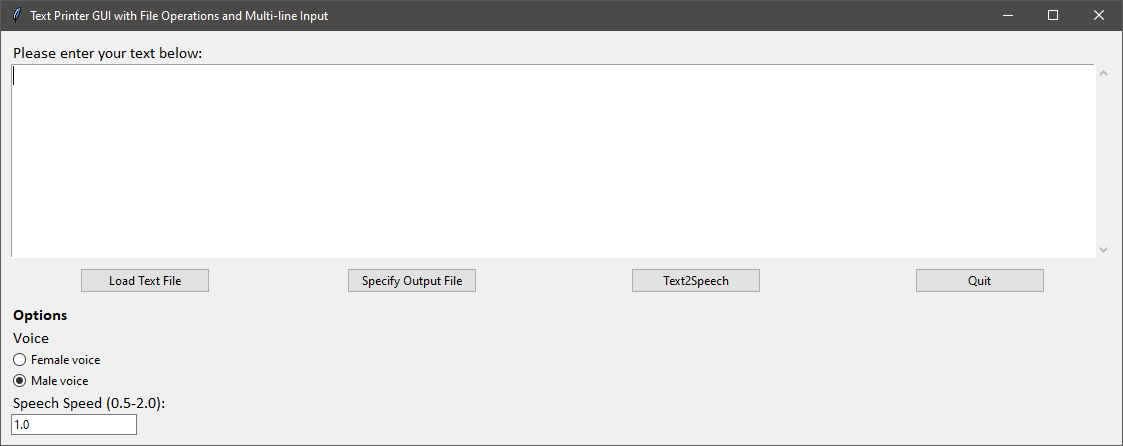 Text Printer GUI with File Operations and Multi-line Input
Please enter your text below:
Load Text File Specify Output File Text2Speech Quit
Options
Voice
Female voice
Male voice
Speech Speed (0.5-2.0):
1.0